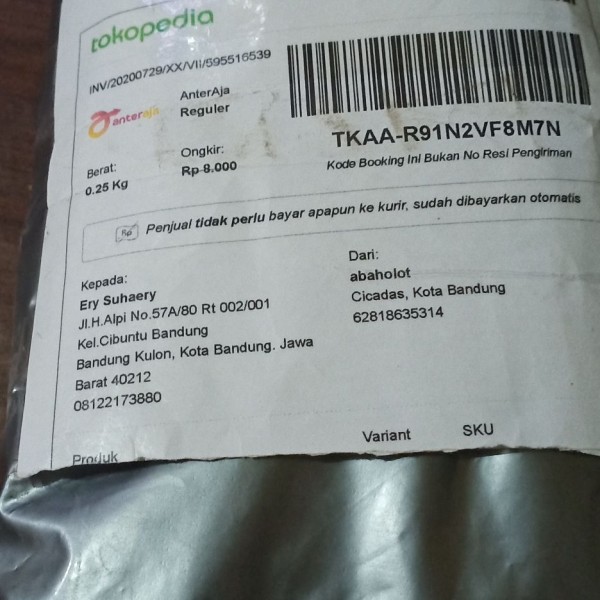 tokopedia
INV/20200729/XX/VII/595516539
anteraja
AnterAja
Reguler
TKAA-R91N2VF8M7N
Kode Booking Ini Bukan No Resi Pengiriman
Berat:
0.25 Kg
Ongkir:
Rp 8.000
Rp
Penjual tidak perlu bayar apapun ke kurir, sudah dibayarkan otomatis
Kepada:
Ery Suhaery
Jl.H.Alpi No.57A/80 Rt 002/001
Kel.Cibuntu Bandung
Bandung Kulon, Kota Bandung. Jawa
Barat 40212
08122173880
Dari:
abaholot
Cicadas, Kota Bandung
62818635314
Produk
Variant
SKU